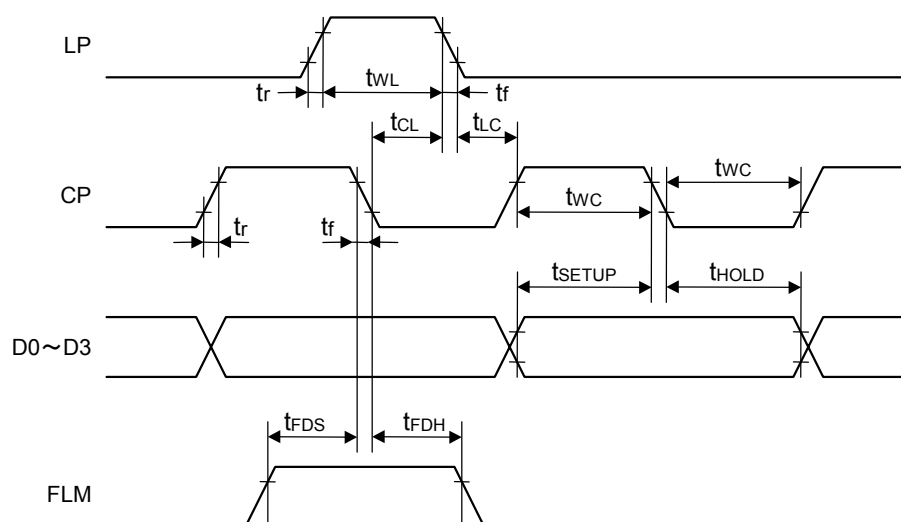 LP
tr
tWL
tf
tCL
tLC
CP
tr
tf
tWC
tWC
tSETUP
tHOLD
D0～D3
tFDS
tFDH
FLM